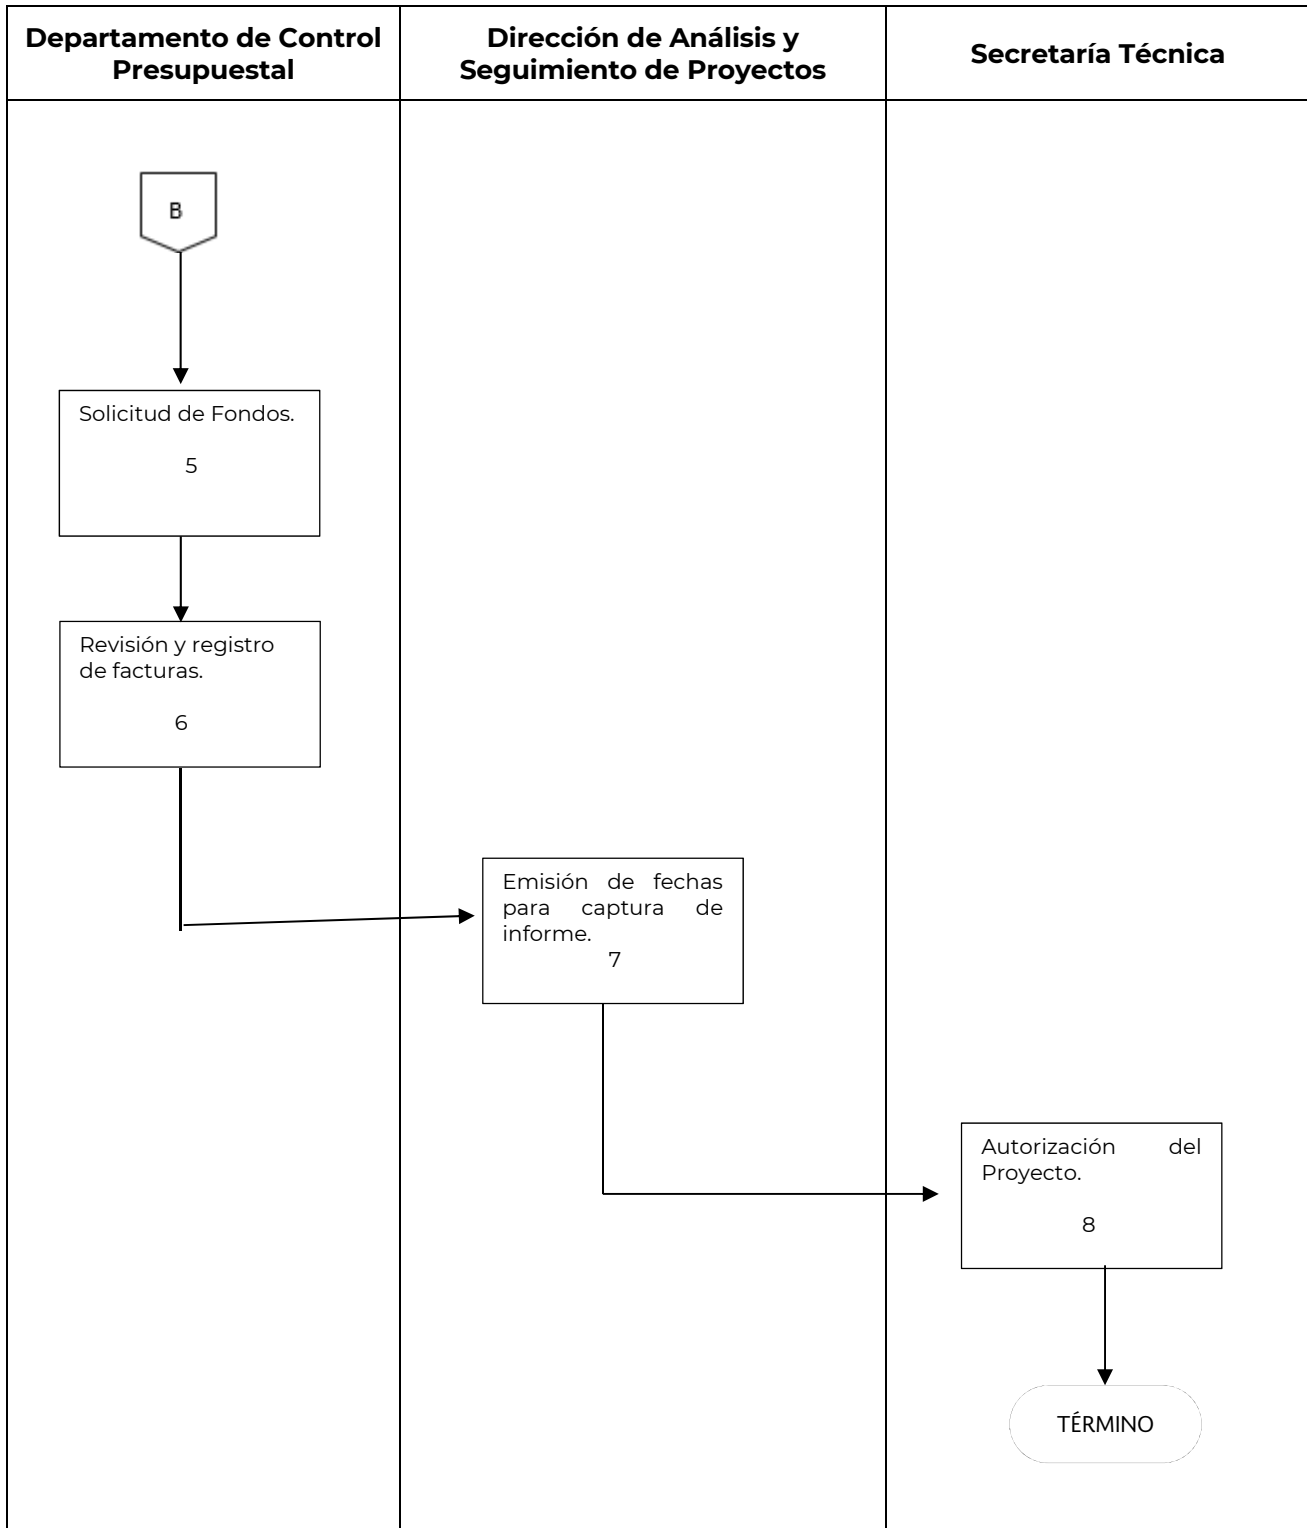 Departamento de Control
Presupuestal
Dirección de Análisis y
Seguimiento de Proyectos
Secretaría Técnica
B
Solicitud de Fondos.
5
Revisión y registro
de facturas.
6
Emisión de fechas
para captura de
informe.
7
Autorización del
Proyecto.
8
TÉRMINO